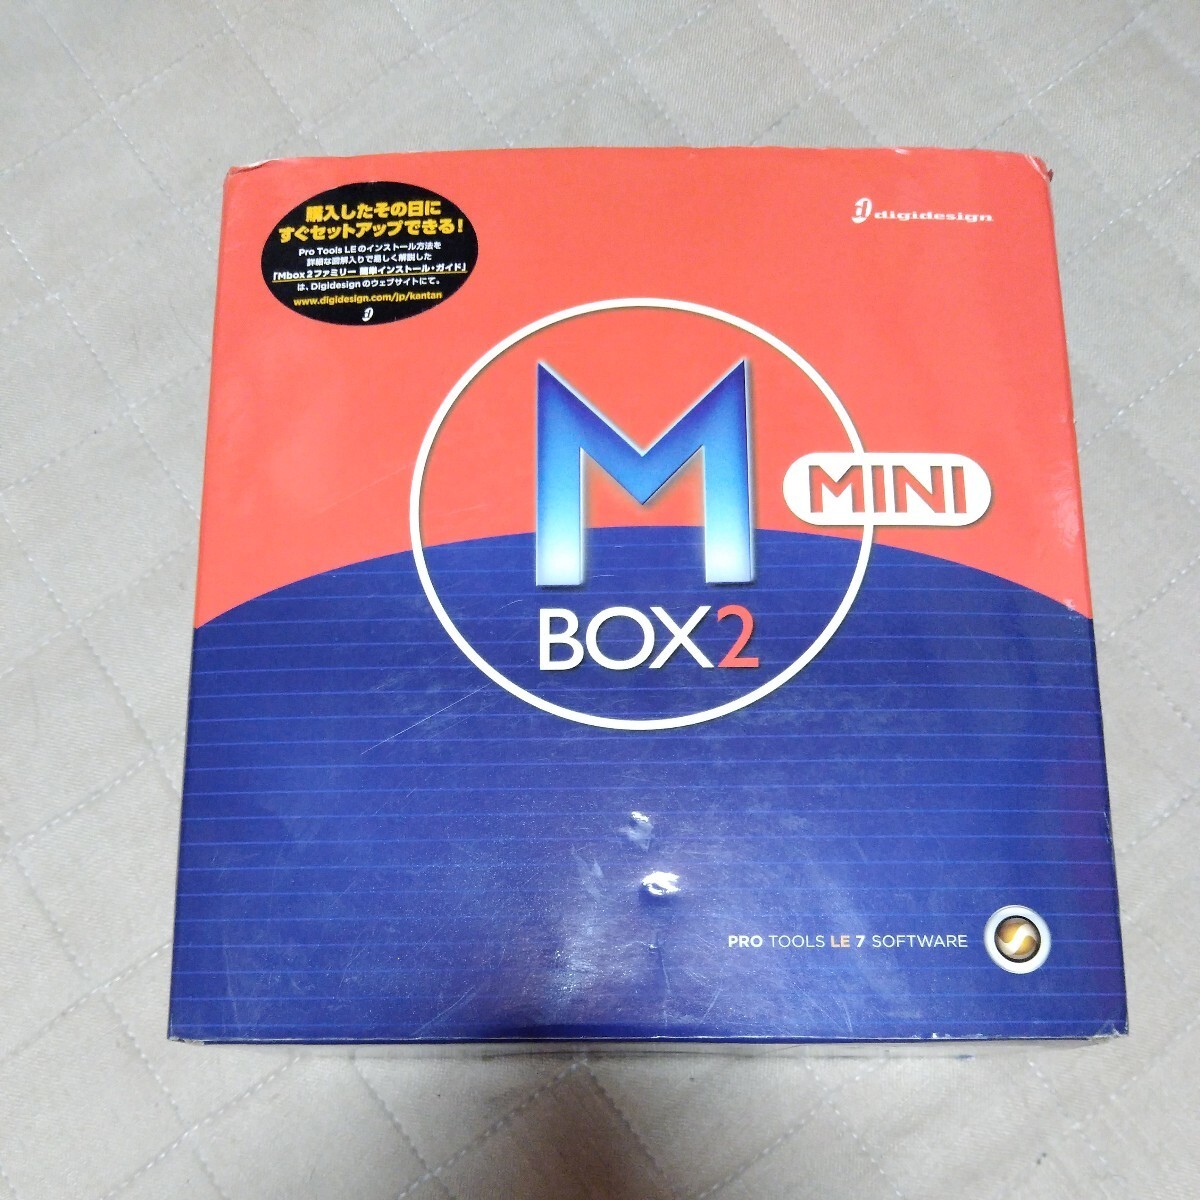 購入したその日に
すぐセットアップできる!
Pro Tools LEのインストール方法を
詳細な図解入りで易しく解説した
「Mbox 2ファミリー 簡単インストール・ガイド」
は、Digidesignのウェブサイトにて。
www.digidesign.com/jp/kantan
digidesign
M
MINI
BOX2
PRO TOOLS LE 7 SOFTWARE